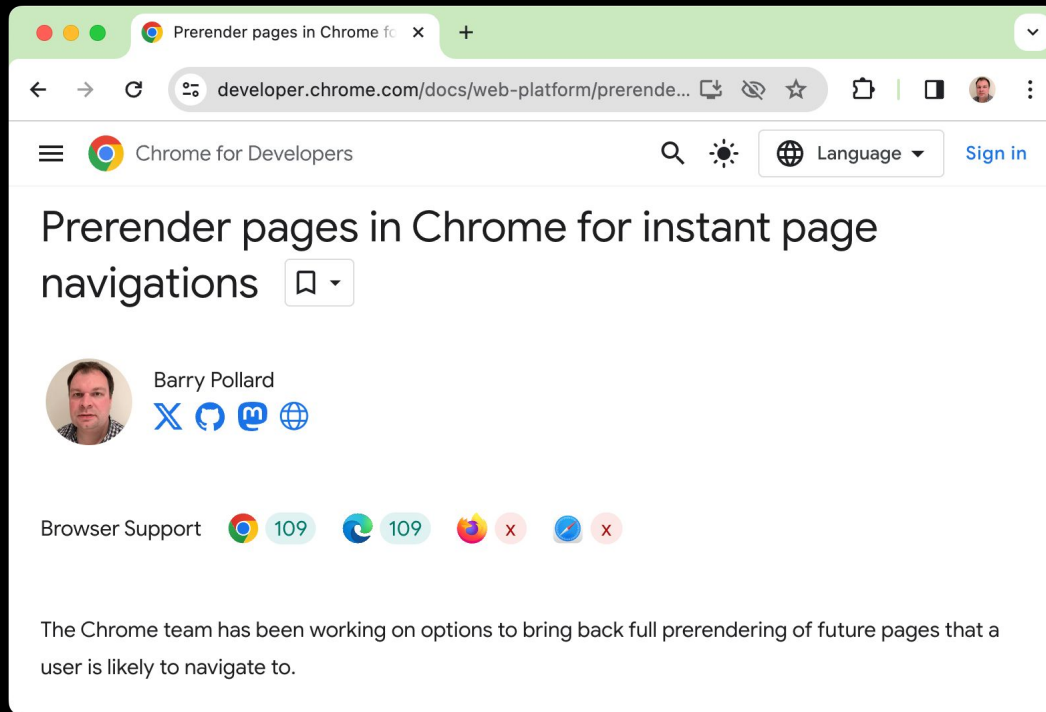 Prerender pages in Chrome fo
developer.chrome.com/docs/web-platform/prerende...
Chrome for Developers
Language
Sign in
Prerender pages in Chrome for instant page
navigations
Barry Pollard
Browser Support 109 109 x x
The Chrome team has been working on options to bring back full prerendering of future pages that a
user is likely to navigate to.